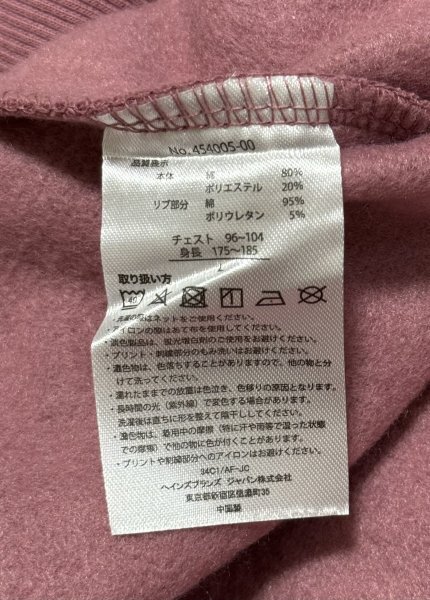 No. 454005-00
品質表示
本体 綿 80%
ポリエステル 20%
リブ部分 綿 95%
ポリウレタン 5%
チェスト 96~104
身長 175~185
L
取り扱い方
40
・洗濯の際はネットをご使用ください。
・アイロンの際はあて布を使用してください。
・淡色製品は、蛍光増白剤のご使用をお避けください。
・プリント・刺繍部分のもみ洗いはお避けください。
・濃色物は、色落ちすることがありますので、他の物と分
けて洗ってください。
・濡れたままでの放置は色泣き、色移りの原因となります。
・長時間の光（紫外線）で変色する場合があります。
洗濯後は直ちに形を整えて陰干ししてください。
・濃色物は、着用中の摩擦（特に汗や雨等で湿った状態
での摩擦）で他の物に色が付くことがあります。
・プリントや刺繍部分へのアイロンはお避けください。
34C1/AF-JC
ヘインズブランズ ジャパン株式会社
東京都新宿区信濃町35
中国製